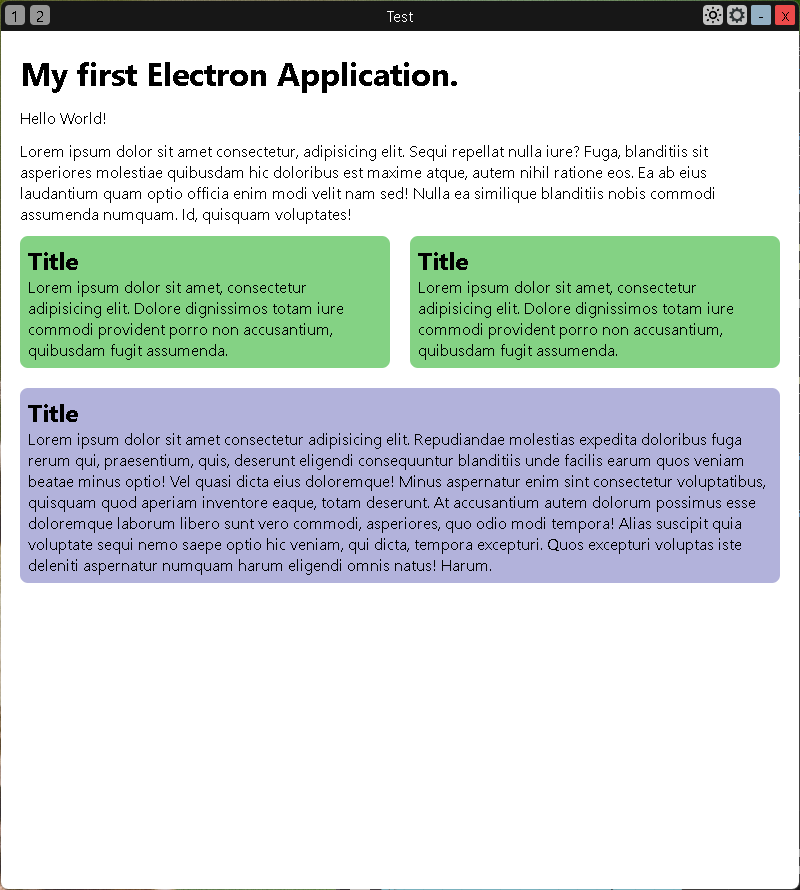 1 2 Test - X
My first Electron Application.
Hello World!
Lorem ipsum dolor sit amet consectetur, adipisicing elit. Sequi repellat nulla iure? Fuga, blanditiis sit
asperiores molestiae quibusdam hic doloribus est maxime atque, autem nihil ratione eos. Ea ab eius
laudantium quam optio officia enim modi velit nam sed! Nulla ea similique blanditiis nobis commodi
assumenda numquam. Id, quisquam voluptates!
Title
Lorem ipsum dolor sit amet, consectetur
adipisicing elit. Dolore dignissimos totam iure
commodi provident porro non accusantium,
quibusdam fugit assumenda.
Title
Lorem ipsum dolor sit amet, consectetur
adipisicing elit. Dolore dignissimos totam iure
commodi provident porro non accusantium,
quibusdam fugit assumenda.
Title
Lorem ipsum dolor sit amet consectetur adipisicing elit. Repudiandae molestias expedita doloribus fuga
rerum qui, praesentium, quis, deserunt eligendi consequuntur blanditiis unde facilis earum quos veniam
beatae minus optio! Vel quasi dicta eius doloremque! Minus aspernatur enim sint consectetur voluptatibus,
quisquam quod aperiam inventore eaque, totam deserunt. At accusantium autem dolorum possimus esse
doloremque laborum libero sunt vero commodi, asperiores, quo odio modi tempora! Alias suscipit quia
voluptate sequi nemo saepe optio hic veniam, qui dicta, tempora excepturi. Quos excepturi voluptas iste
deleniti aspernatur numquam harum eligendi omnis natus! Harum.